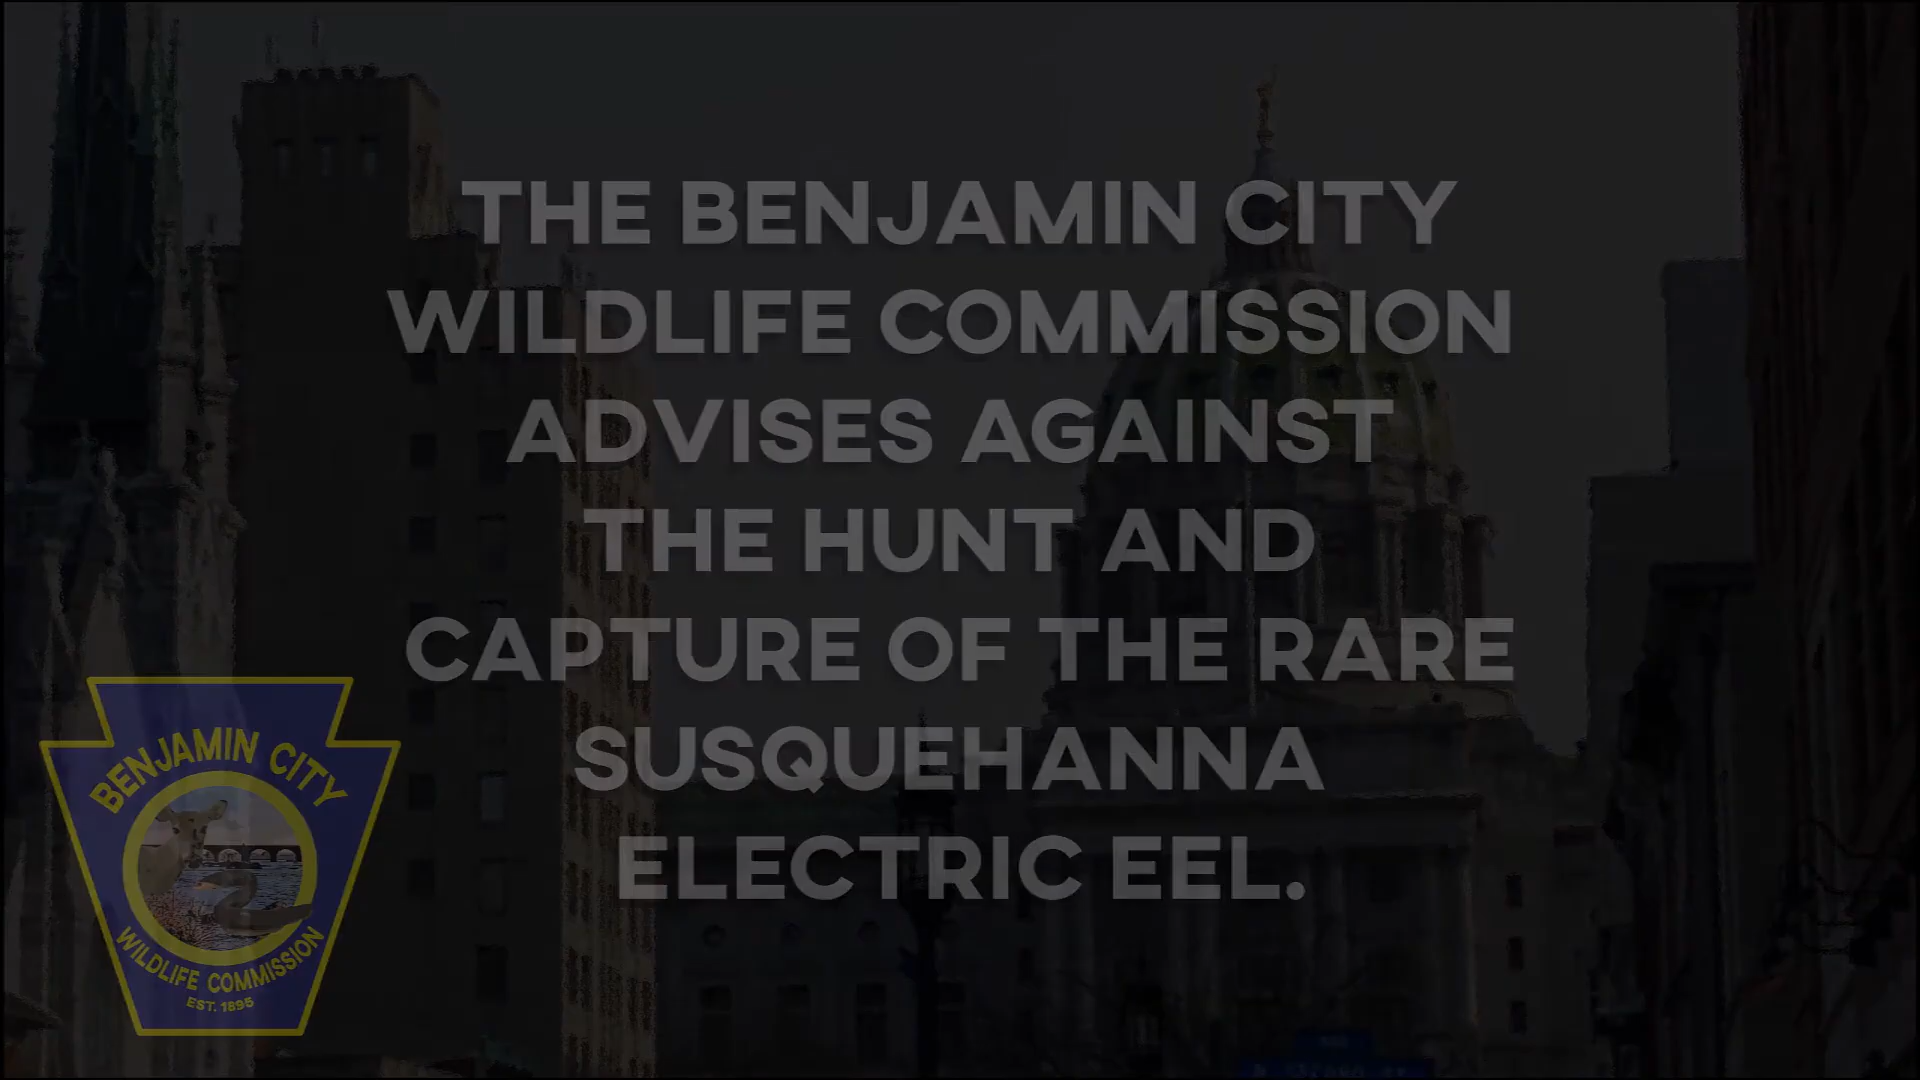 THE BENJAMIN CITY
WILDLIFE COMMISSION
ADVISES AGAINST
THE HUNT AND
CAPTURE OF THE RARE
SUSQUEHANNA
ELECTRIC EEL.
BENJAMIN CITY
WILDLIFE COMMISSION
EST. 1895